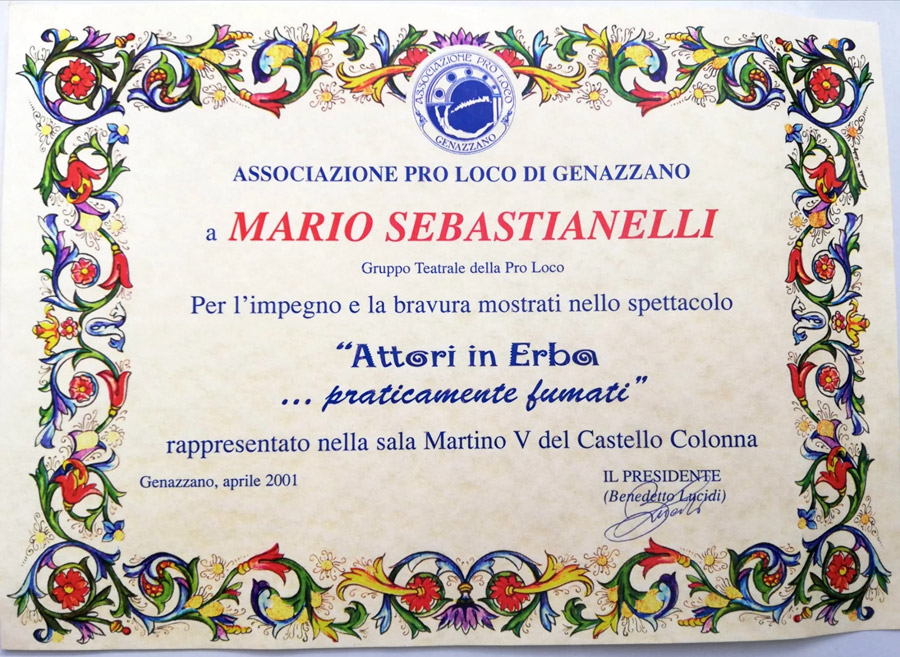 ASSOCIAZIONE PRO LOCO
GENAZZANO
ASSOCIAZIONE PRO LOCO DI GENAZZANO
a MARIO SEBASTIANELLI
Gruppo Teatrale della Pro Loco
Per l’impegno e la bravura mostrati nello spettacolo
“Attori in Erba
... praticamente fumati”
rappresentato nella sala Martino V del Castello Colonna
Genazzano, aprile 2001
IL PRESIDENTE
(Benedetto Lucidi)